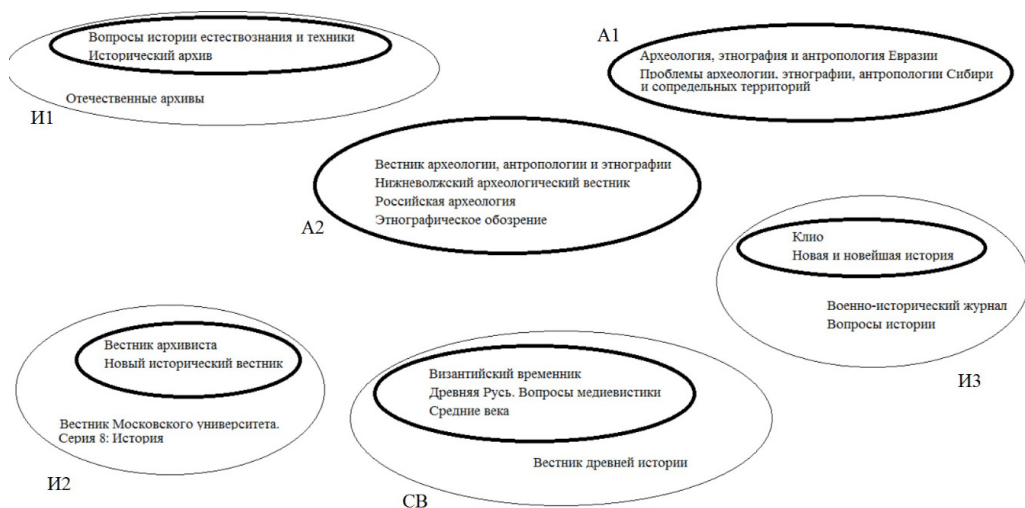 Вопросы истории естествознания и техники
Исторический архив
Отечественные архивы
И1
А1
Археология, этнография и антропология Евразии
Проблемы археологии, этнографии, антропологии Сибири
и сопредельных территорий
Вестник археологии, антропологии и этнографии
Нижневолжский археологический вестник
Российская археология
Этнографическое обозрение
А2
Клио
Новая и новейшая история
Военно-исторический журнал
Вопросы истории
И3
Вестник архивиста
Новый исторический вестник
Вестник Московского университета.
Серия 8: История
И2
Византийский временник
Древняя Русь. Вопросы медиевистики
Средние века
Вестник древней истории
СВ